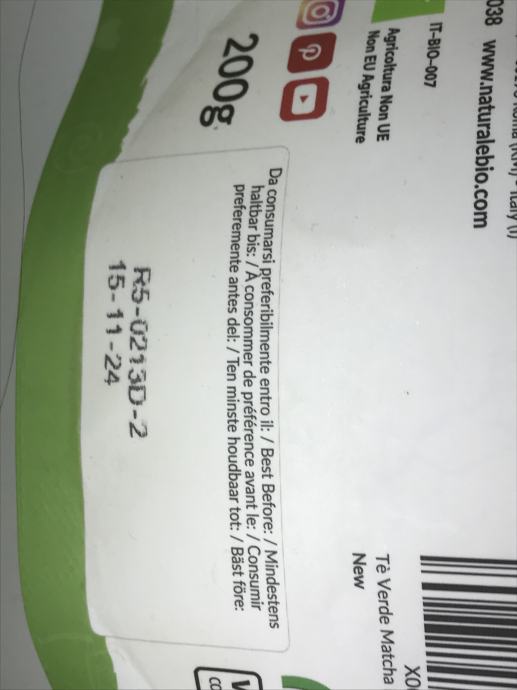 038 www.naturalebio.com
IT-BIO-007
Agricoltura Non UE
Non EU Agriculture
200g
Da consumarsi preferibilmente entro il: / Best Before: / Mindestens
haltbar bis: / À consommer de préférence avant le: / Consumir
preferemente antes del: / Ten minste houdbaar tot: / Bäst före:
R5-0213D-2
15-11-24
Tè Verde Matcha
New